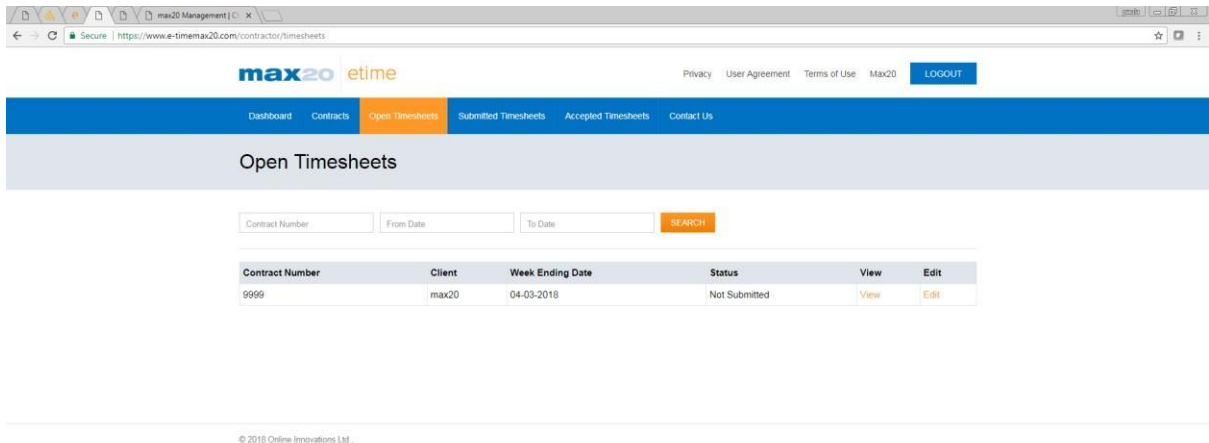 max20 Management | C
Secure | https://www.e-timemax20.com/contractor/timesheets
max20 etime
Privacy User Agreement Terms of Use Max20 LOGOUT
Dashboard Contracts Open Timesheets Submitted Timesheets Accepted Timesheets Contact Us
Open Timesheets
Contract Number From Date To Date SEARCH
Contract Number Client Week Ending Date Status View Edit
9999 max20 04-03-2018 Not Submitted View Edit
© 2018 Online Innovations Ltd .